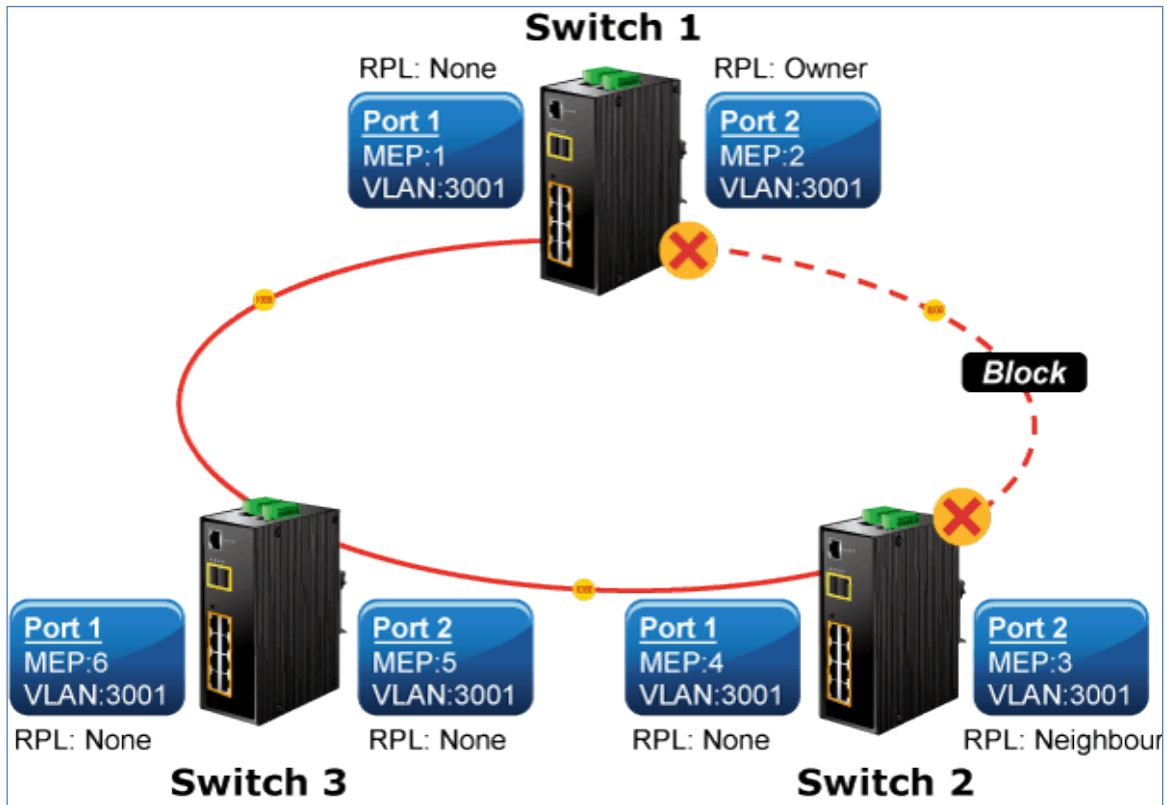 Switch 1
RPL: None
RPL: Owner
Port 1
MEP:1
VLAN:3001
Port 2
MEP:2
VLAN:3001
Block
Port 1
MEP:6
VLAN:3001
Port 2
MEP:5
VLAN:3001
Port 1
MEP:4
VLAN:3001
Port 2
MEP:3
VLAN:3001
RPL: None
RPL: None
RPL: None
RPL: Neighbour
Switch 3
Switch 2